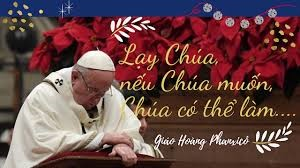 Lạy Chúa,
nếu Chúa muốn,
Chúa có thể làm....
Giáo Hoàng Phanxicô